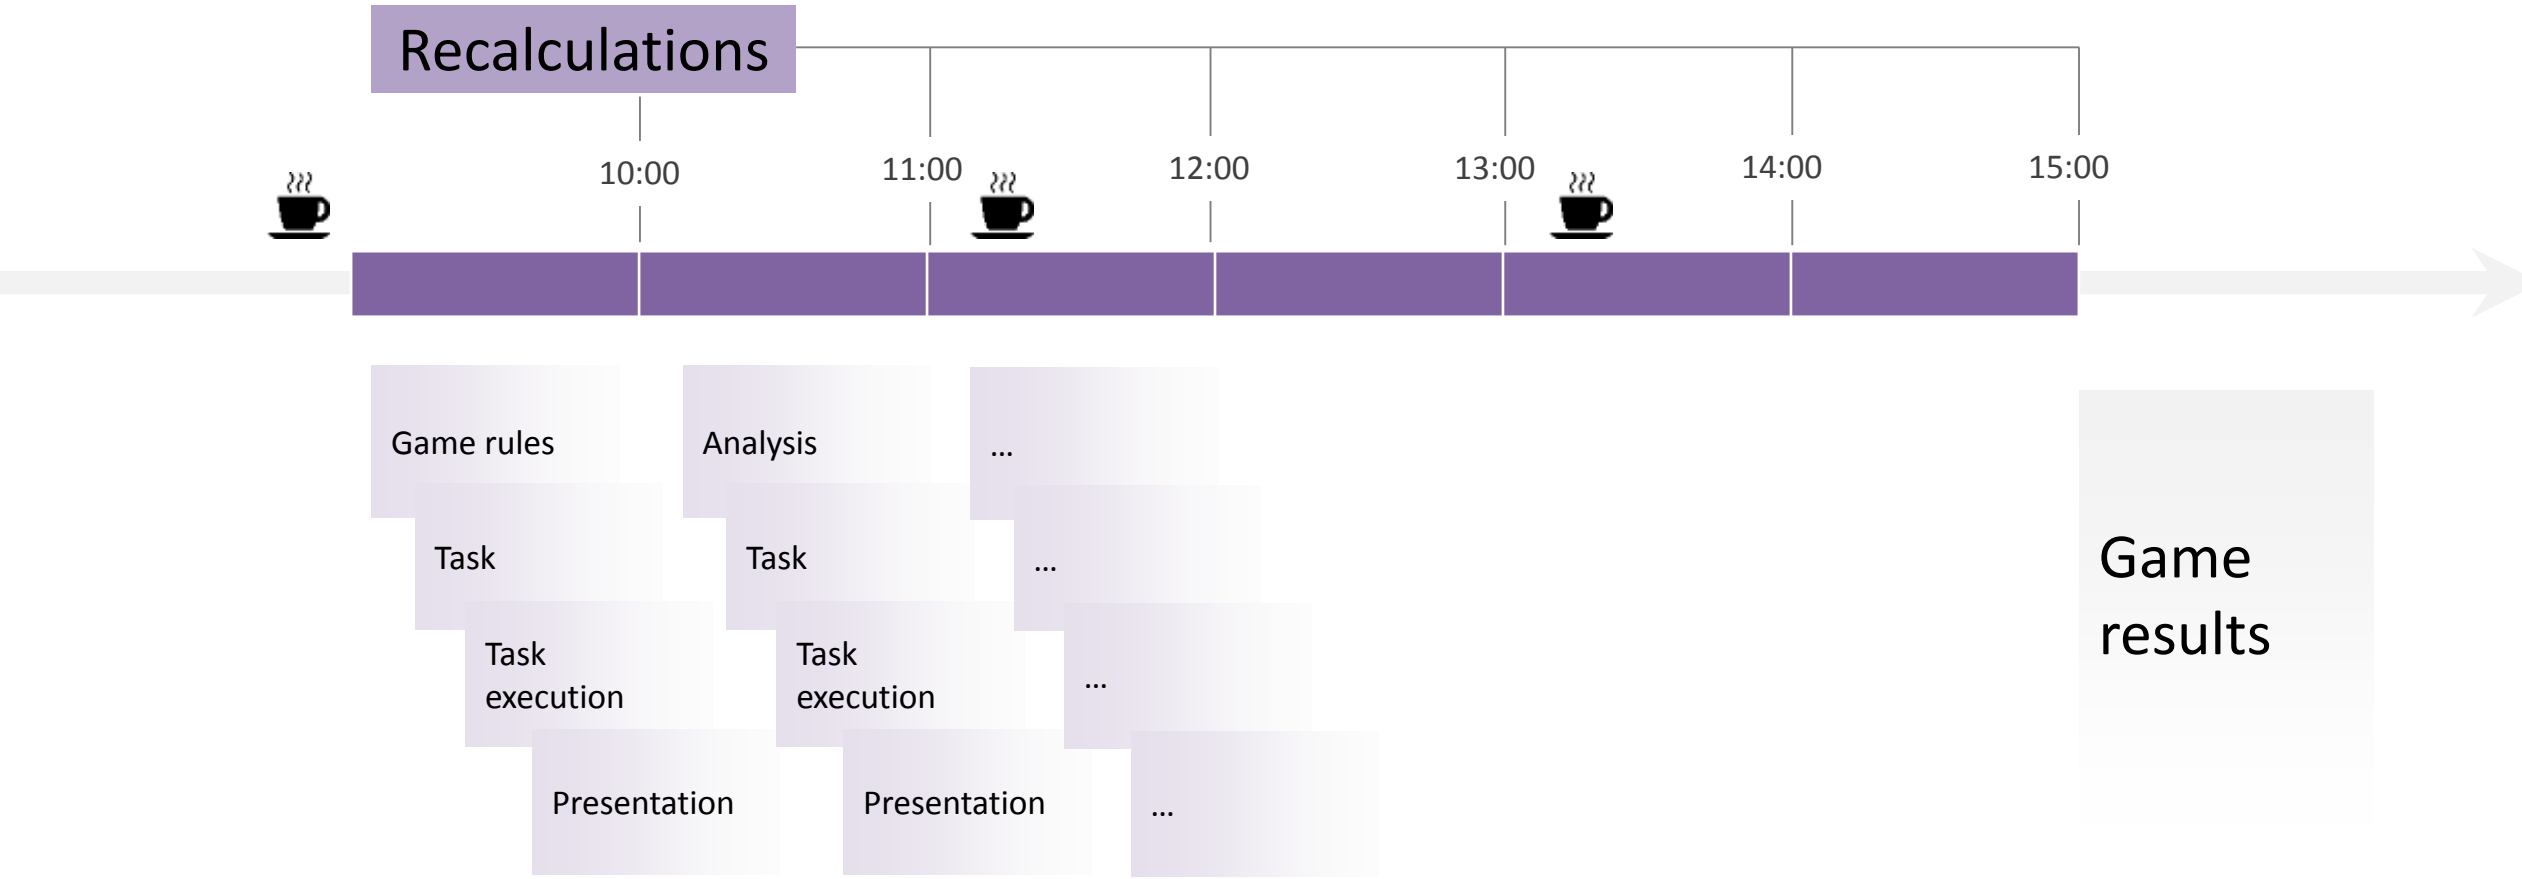 Recalculations
10:00
11:00
12:00
13:00
14:00
15:00
Game rules
Task
Task
execution
Presentation
Analysis
Task
Task
execution
Presentation
...
...
...
...
Game
results